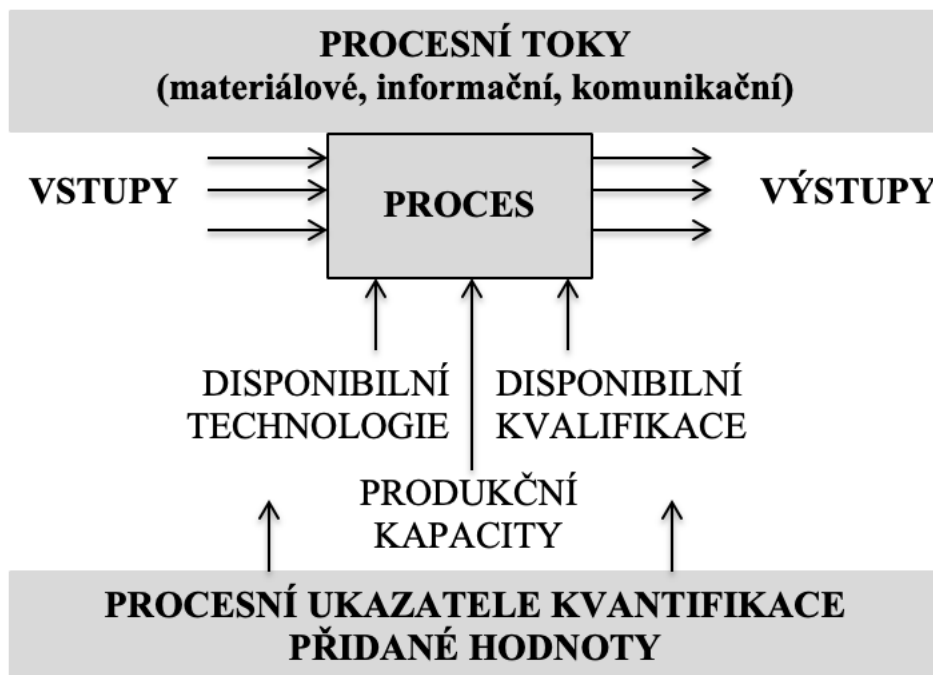 PROCESNÍ TOKY
(materiálové, informační, komunikační)
VSTUPY
PROCES
VÝSTUPY
DISPONIBILNÍ
TECHNOLOGIE
DISPONIBILNÍ
KVALIFIKACE
PRODUKČNÍ
KAPACITY
PROCESNÍ UKAZATELE KVANTIFIKACE
PŘIDANÉ HODNOTY